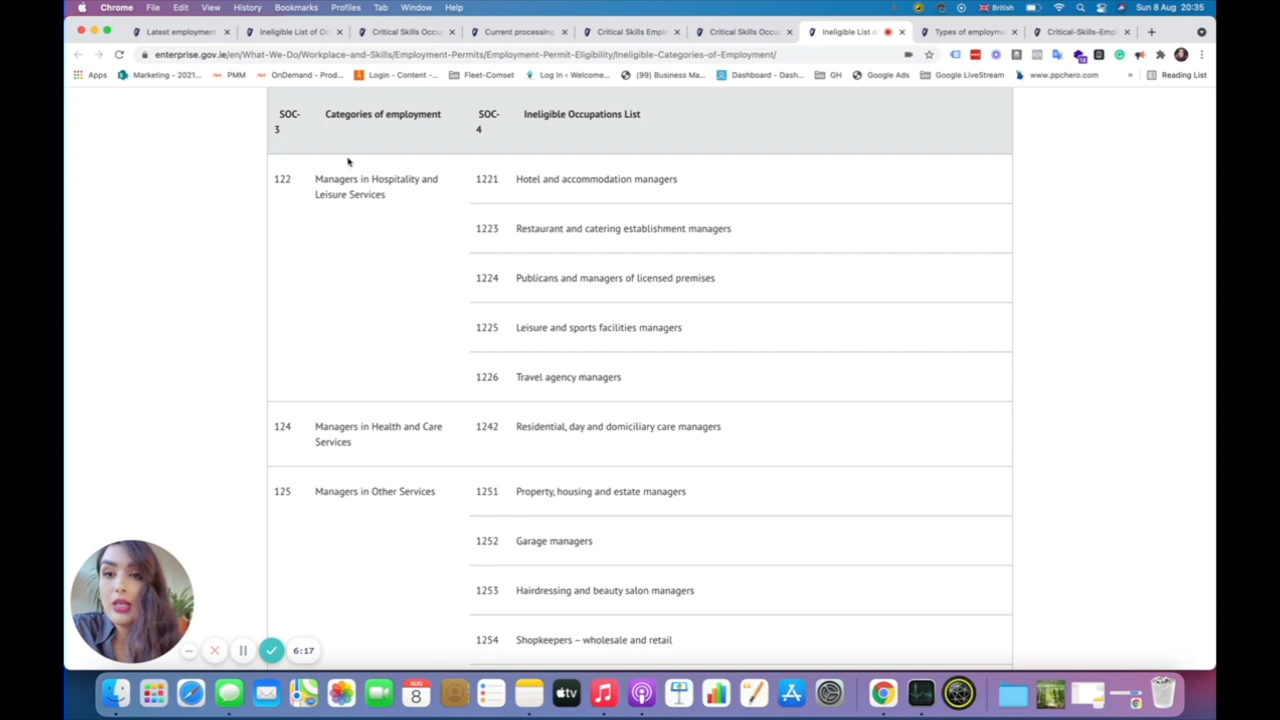 Chrome File Edit View History Bookmarks Profiles Tab Window Help British Sun 8 Aug 20:35
Latest employment Ineligible List of Oc Critical Skills Occu Current processing Critical Skills Emplo Critical Skills Occu Ineligible List o Types of employme Critical-Skills-Empl
enterprise.gov.ie/en/What-We-Do/Workplace-and-Skills/Employment-Permits/Employment-Permit-Eligibility/Ineligible-Categories-of-Employment/
Apps Marketing - 2021... PMM OnDemand - Prod... Login - Content -... Fleet-Comset Log In ‹ Welcome... (99) Business Ma... Dashboard - Dash... GH Google Ads Google LiveStream www.ppchero.com » Reading List
SOC-3 Categories of employment SOC-4 Ineligible Occupations List
122 Managers in Hospitality and 1221 Hotel and accommodation managers
Leisure Services
1223 Restaurant and catering establishment managers
1224 Publicans and managers of licensed premises
1225 Leisure and sports facilities managers
1226 Travel agency managers
124 Managers in Health and Care 1242 Residential, day and domiciliary care managers
Services
125 Managers in Other Services 1251 Property, housing and estate managers
1252 Garage managers
1253 Hairdressing and beauty salon managers
1254 Shopkeepers – wholesale and retail
6:17
AUG
8
tv